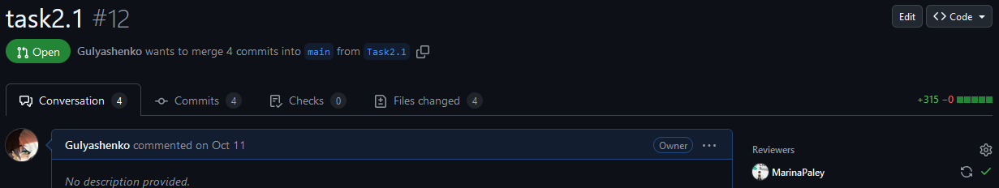 task2.1 #12
Edit
Code
Open
Gulyashenko wants to merge 4 commits into main from Task2.1
Conversation 4
Commits 4
Checks 0
Files changed 4
+315 −0
Gulyashenko commented on Oct 11
Owner
No description provided.
Reviewers
MarinaPaley